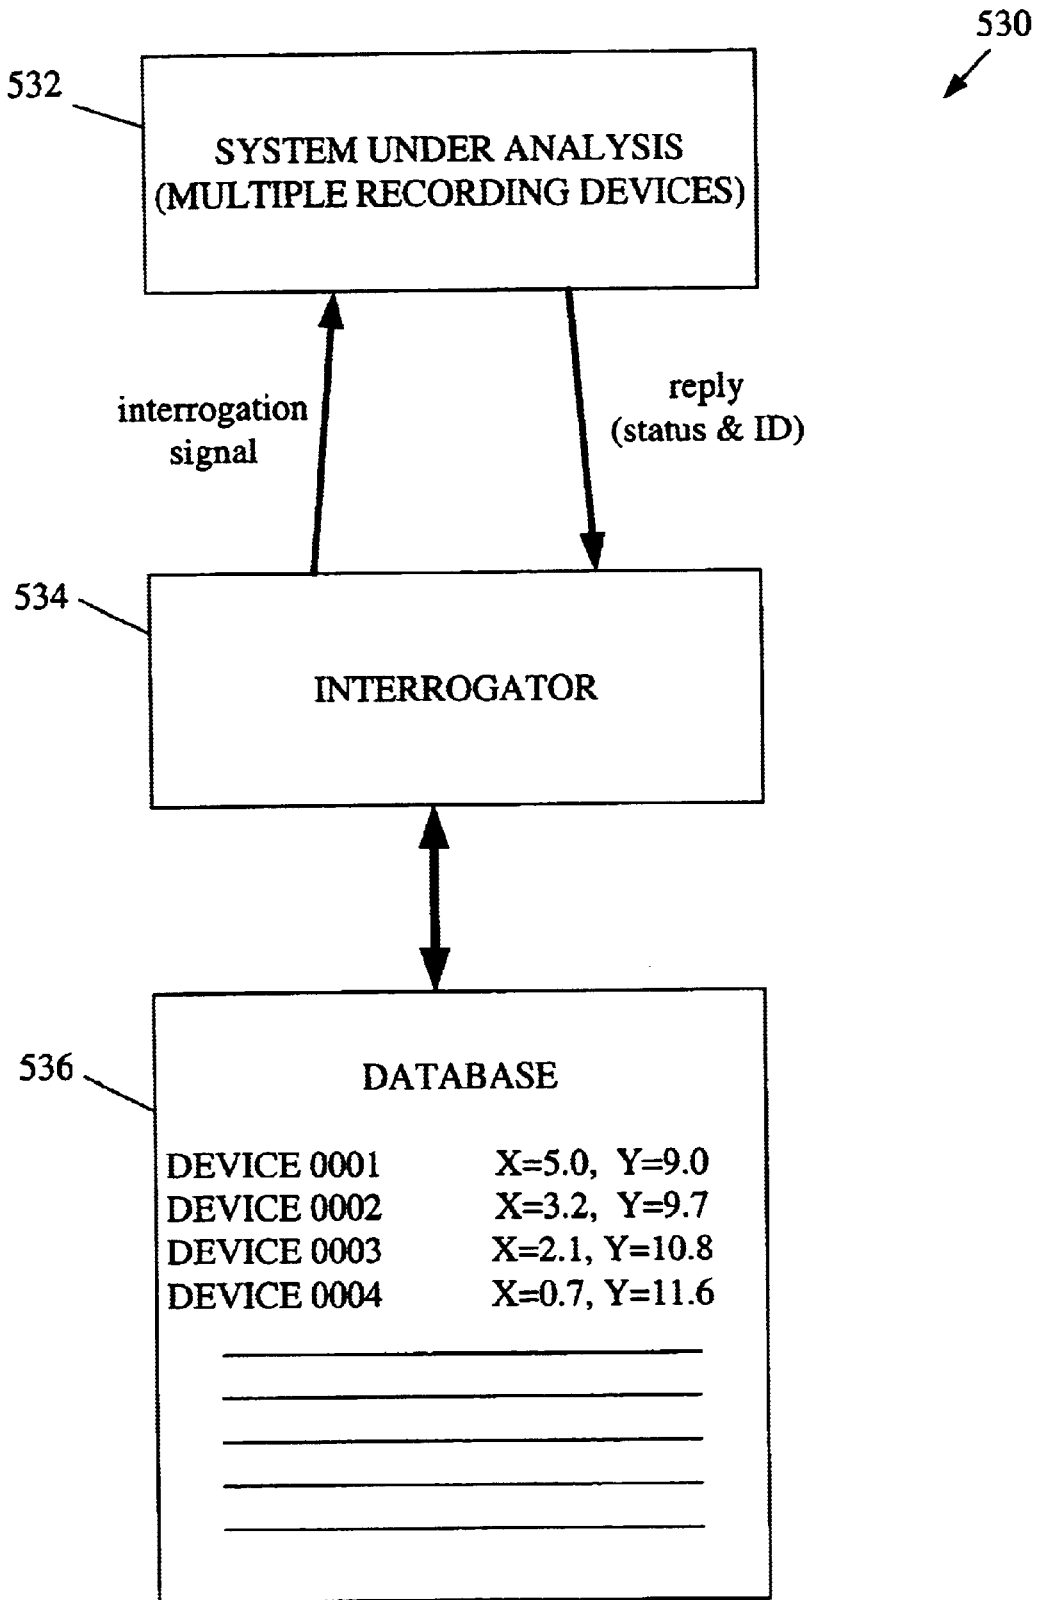 530
532
SYSTEM UNDER ANALYSIS
(MULTIPLE RECORDING DEVICES)
interrogation
signal
reply
(status & ID)
534
INTERROGATOR
536
DATABASE
DEVICE 0001 X=5.0, Y=9.0
DEVICE 0002 X=3.2, Y=9.7
DEVICE 0003 X=2.1, Y=10.8
DEVICE 0004 X=0.7, Y=11.6